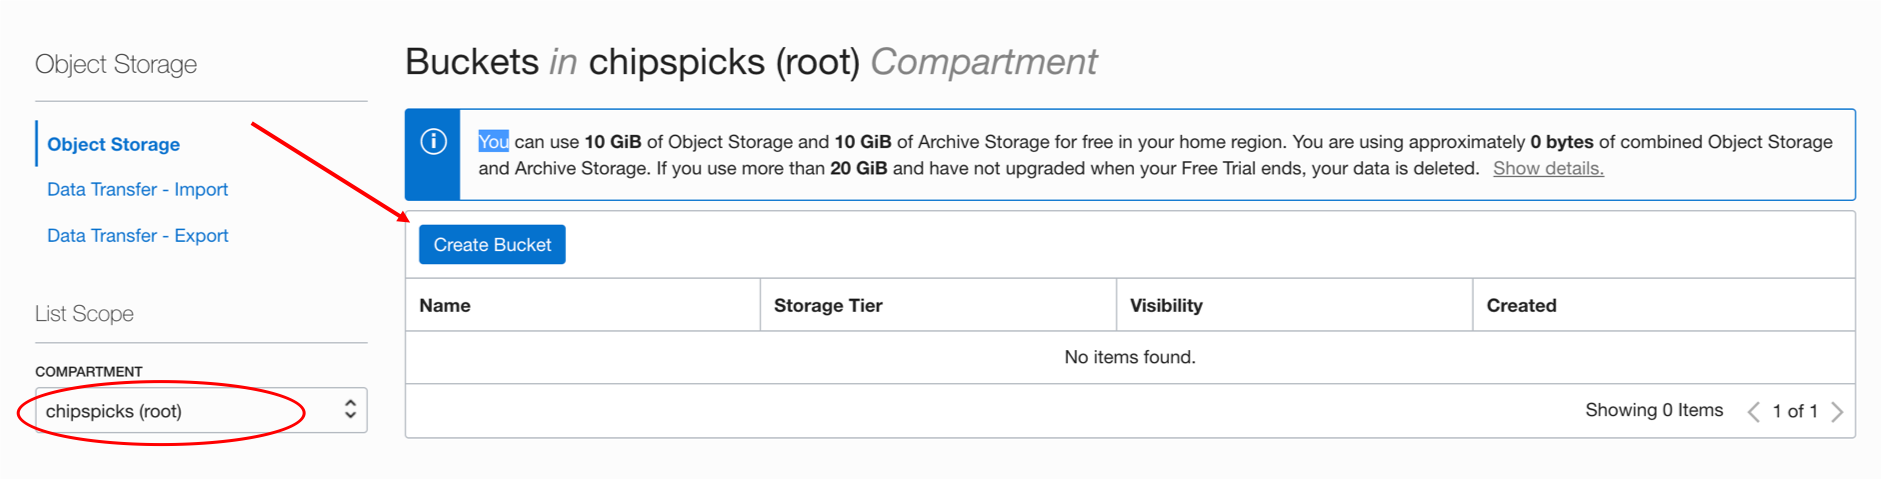 Object Storage
Object Storage
Data Transfer - Import
Data Transfer - Export
List Scope
COMPARTMENT
chipspicks (root)
Buckets in chipspicks (root) Compartment
You can use 10 GiB of Object Storage and 10 GiB of Archive Storage for free in your home region. You are using approximately 0 bytes of combined Object Storage
and Archive Storage. If you use more than 20 GiB and have not upgraded when your Free Trial ends, your data is deleted. Show details.
Create Bucket
Name Storage Tier Visibility Created
No items found.
Showing 0 Items < 1 of 1 >